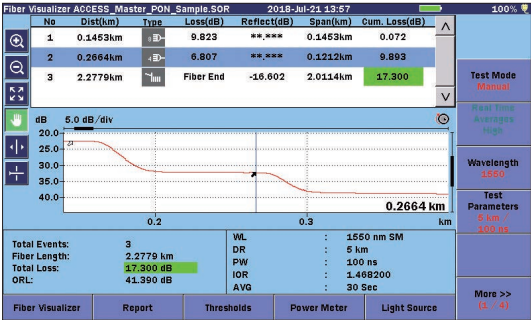 Fiber Visualizer ACCESS_Master_PON_Sample.SOR 2018-Jul-21 13:57 100%
No Dist(km) Type Loss(dB) Reflect(dB) Span(km) Cum. Loss(dB)
1 0.1453km 8 9.823 **.*** 0.1453km 0.072
2 0.2664km 4 6.807 **.*** 0.1212km 9.893
3 2.2779km Fiber End -16.602 2.0114km 17.300
Test Mode
Manual
Real Time
Averages
High
dB 5.0 dB/div
20.0
25.0
30.0
35.0
40.0
0.2664 km
0.2 0.3 km
Wavelength
1550
Test
Parameters
5 km
100 ns
Total Events: 3
Fiber Length: 2.2779 km
Total Loss: 17.300 dB
ORL: 41.390 dB
WL : 1550 nm SM
DR : 5 km
PW : 100 ns
IOR : 1.468200
AVG : 30 Sec
More >>
Fiber Visualizer Report Thresholds Power Meter Light Source